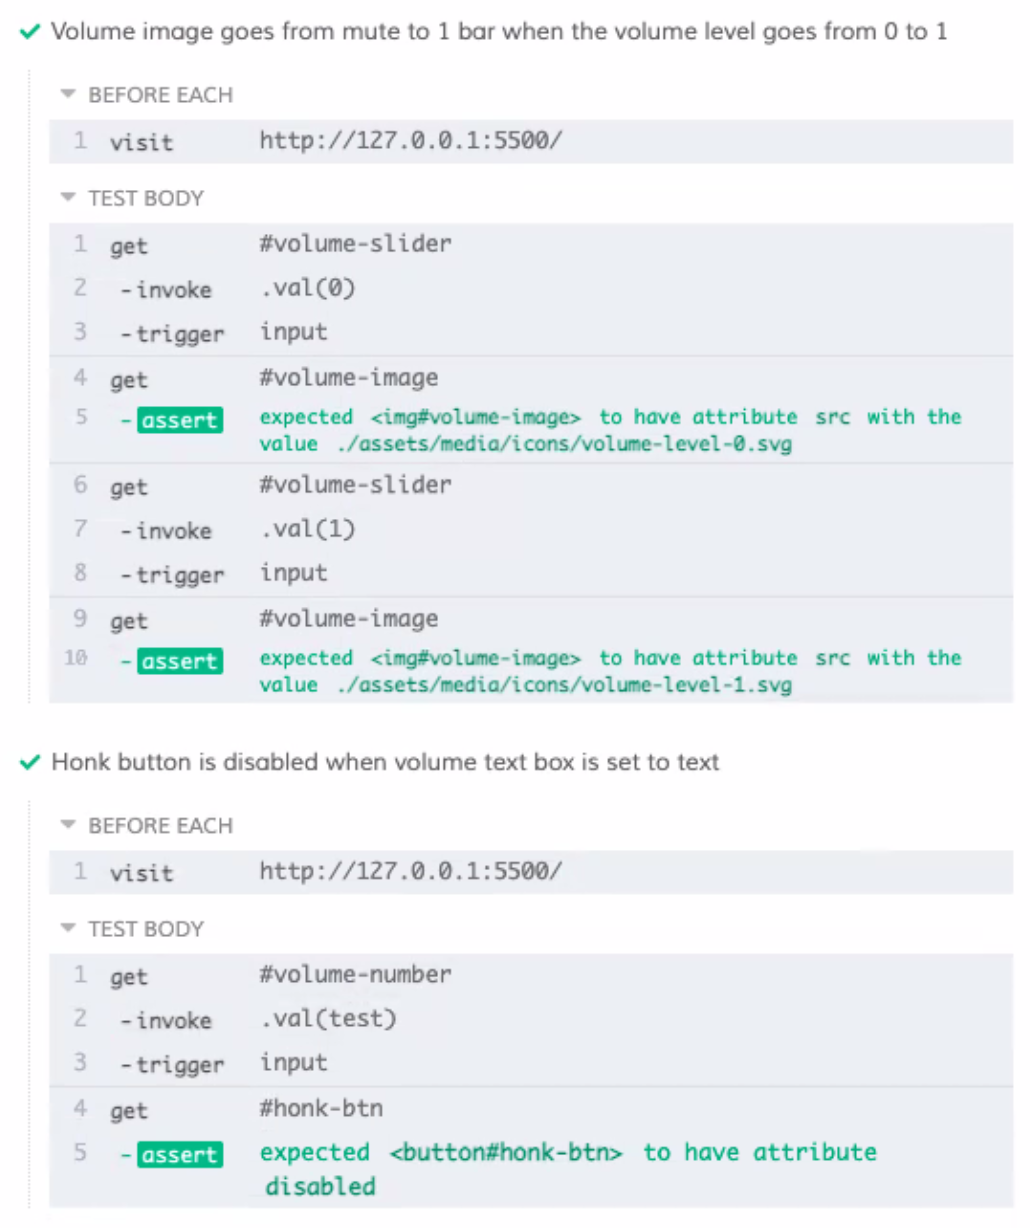 Volume image goes from mute to 1 bar when the volume level goes from 0 to 1
BEFORE EACH
1 visit http://127.0.0.1:5500/
TEST BODY
1 get #volume-slider
2 -invoke .val(0)
3 -trigger input
4 get #volume-image
5 -assert expected <img#volume-image> to have attribute src with the
value ./assets/media/icons/volume-level-0.svg
6 get #volume-slider
7 -invoke .val(1)
8 -trigger input
9 get #volume-image
10 -assert expected <img#volume-image> to have attribute src with the
value ./assets/media/icons/volume-level-1.svg
Honk button is disabled when volume text box is set to text
BEFORE EACH
1 visit http://127.0.0.1:5500/
TEST BODY
1 get #volume-number
2 -invoke .val(test)
3 -trigger input
4 get #honk-btn
5 -assert expected <button#honk-btn> to have attribute
disabled